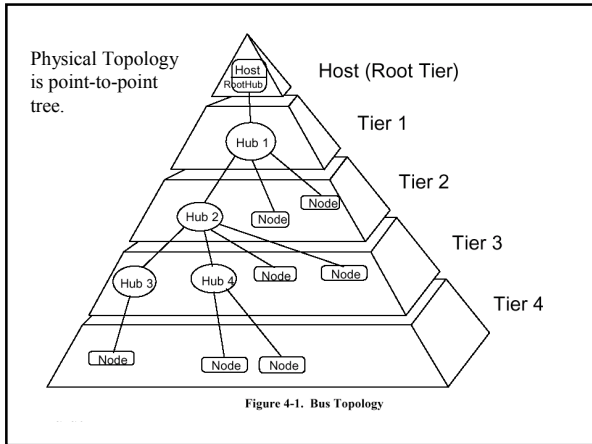 Physical Topology
is point-to-point
tree.
Host
RootHub
Host (Root Tier)
Hub 1
Tier 1
Node
Node
Tier 2
Hub 2
Node
Node
Tier 3
Hub 3
Hub 4
Tier 4
Node
Node
Node
Figure 4-1. Bus Topology